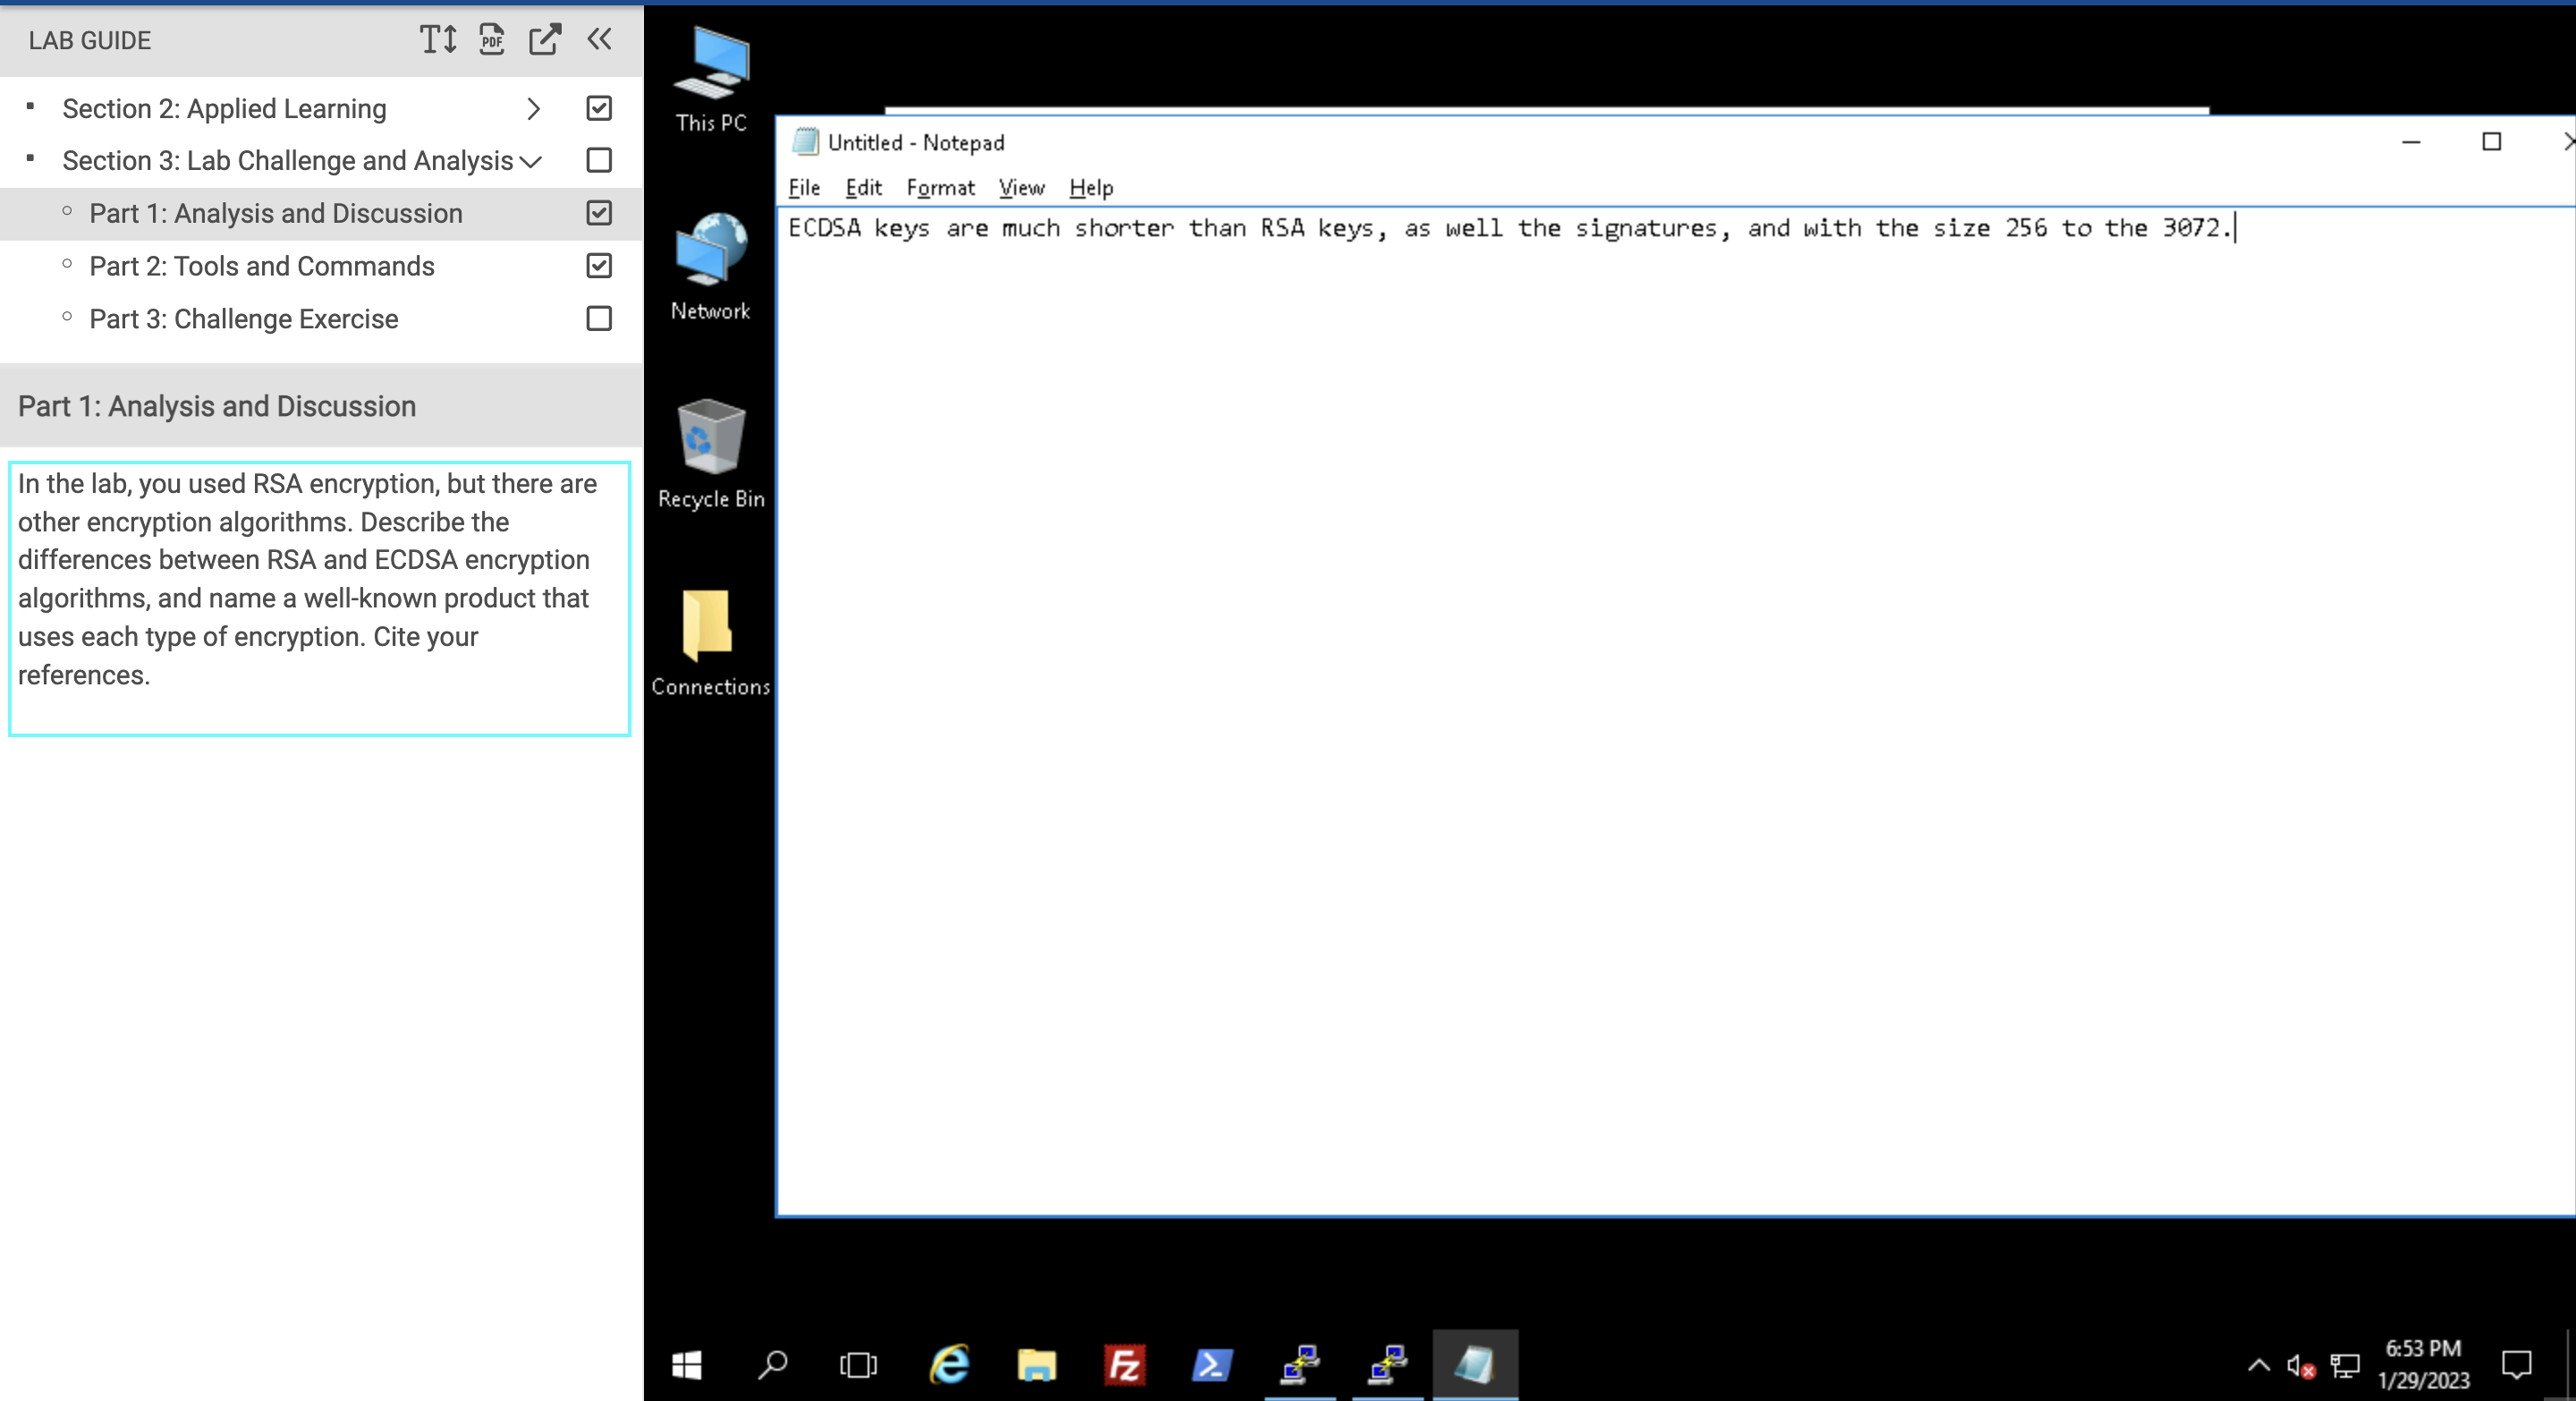 LAB GUIDE
PDF
Section 2: Applied Learning
Section 3: Lab Challenge and Analysis
Part 1: Analysis and Discussion
Part 2: Tools and Commands
Part 3: Challenge Exercise
Part 1: Analysis and Discussion
In the lab, you used RSA encryption, but there are
other encryption algorithms. Describe the
differences between RSA and ECDSA encryption
algorithms, and name a well-known product that
uses each type of encryption. Cite your
references.
This PC
Network
Recycle Bin
Connections
Untitled - Notepad
File Edit Format View Help
ECDSA keys are much shorter than RSA keys, as well the signatures, and with the size 256 to the 3072.
Fz
6:53 PM
1/29/2023